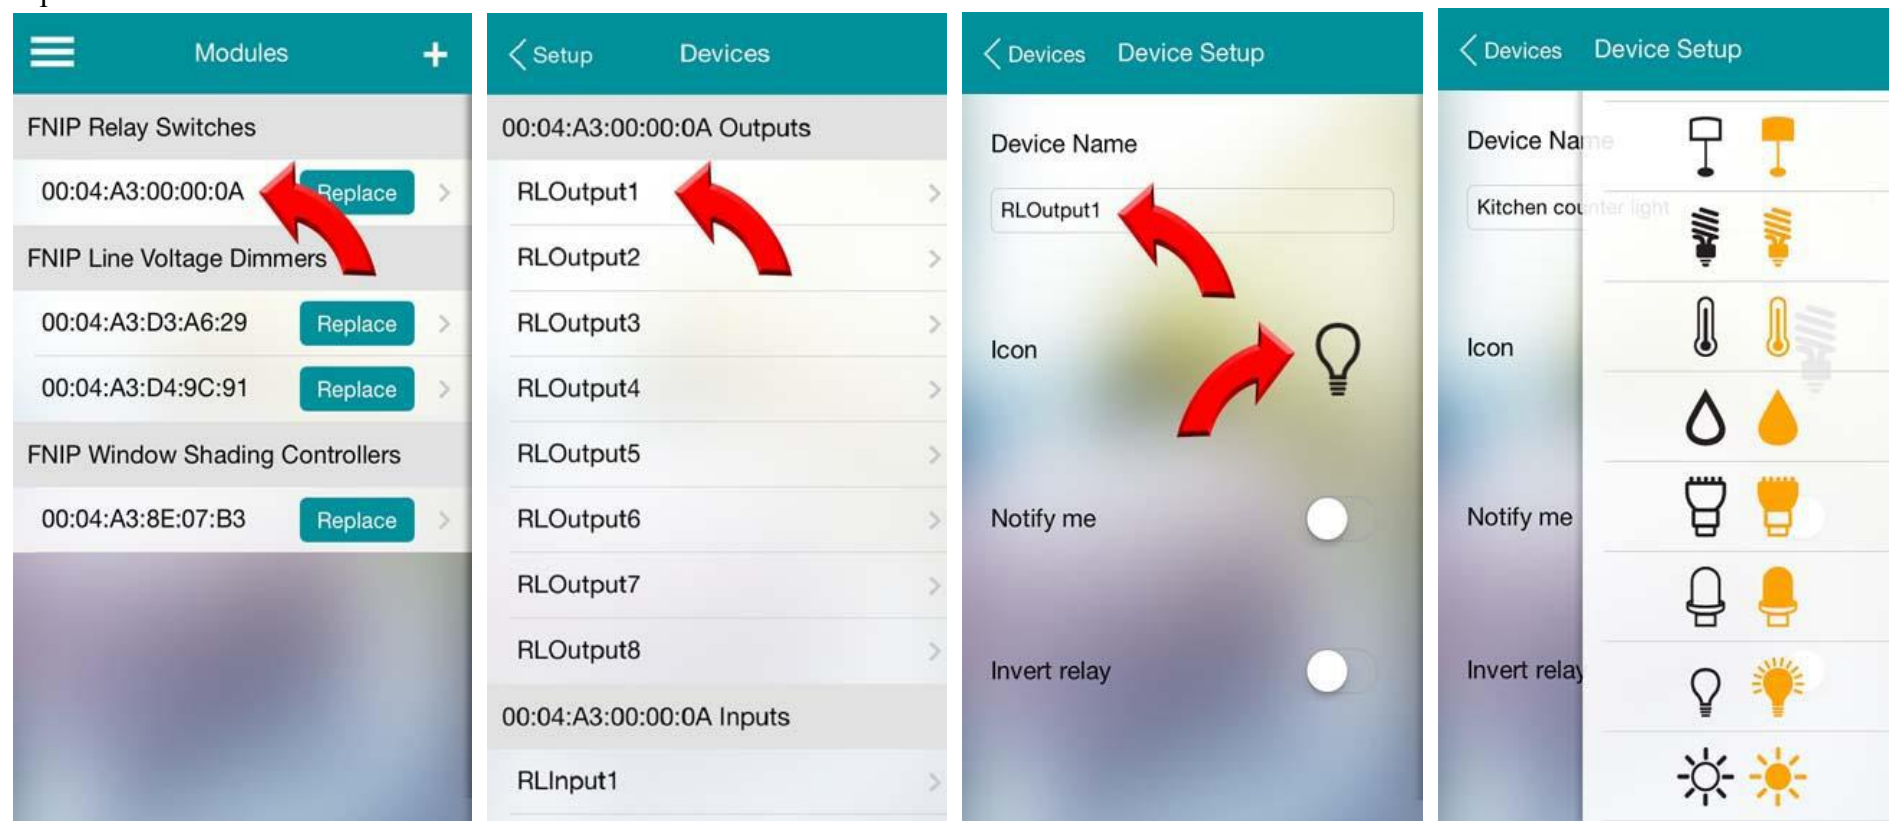 Modules
FNIP Relay Switches
00:04:A3:00:00:0A Replace
FNIP Line Voltage Dimmers
00:04:A3:D3:A6:29 Replace
00:04:A3:D4:9C:91 Replace
FNIP Window Shading Controllers
00:04:A3:8E:07:B3 Replace
Setup Devices
00:04:A3:00:00:0A Outputs
RLOutput1
RLOutput2
RLOutput3
RLOutput4
RLOutput5
RLOutput6
RLOutput7
RLOutput8
00:04:A3:00:00:0A Inputs
RLInput1
Devices Device Setup
Device Name
RLOutput1
Icon
Notify me
Invert relay
Devices Device Setup
Device Name
Kitchen counter light
Icon
Notify me
Invert relay